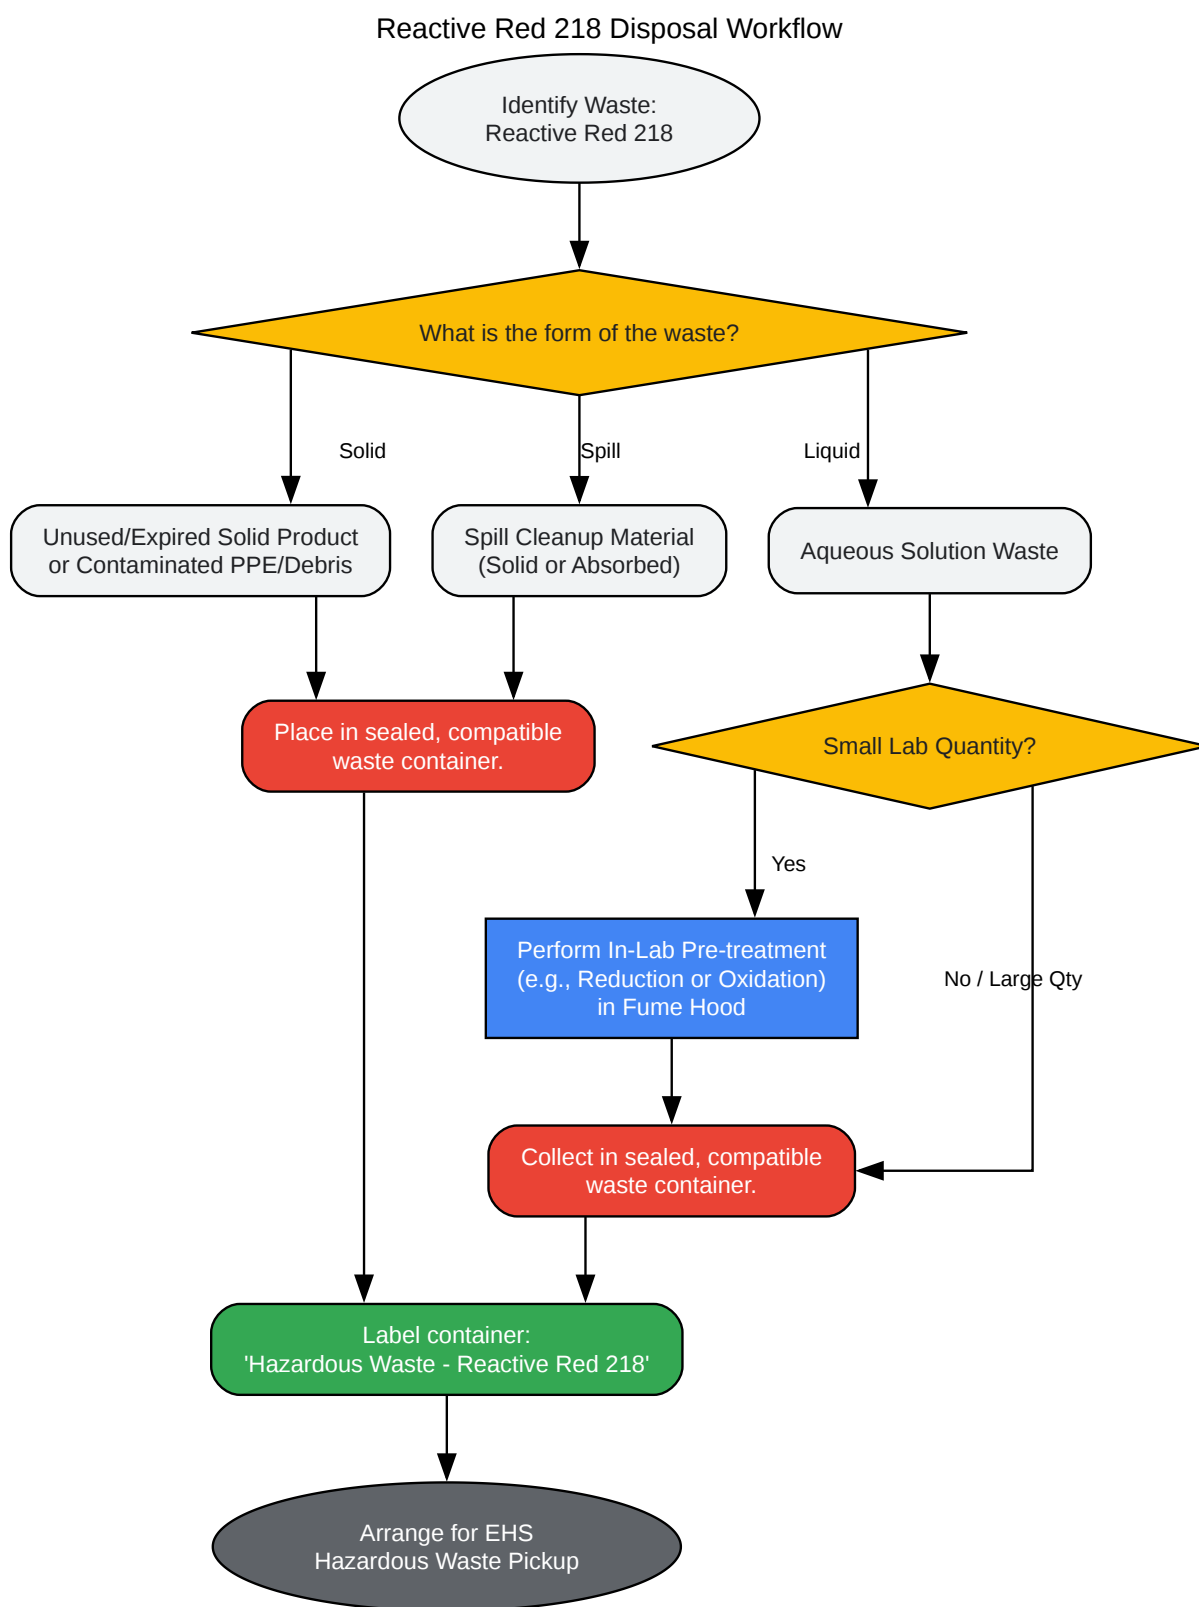 Reactive Red 218 Disposal Workflow
Identify Waste:
Reactive Red 218
What is the form of the waste?
Solid
Spill
Liquid
Unused/Expired Solid Product
or Contaminated PPE/Debris
Spill Cleanup Material
(Solid or Absorbed)
Aqueous Solution Waste
Place in sealed, compatible
waste container.
Small Lab Quantity?
Yes
Perform In-Lab Pre-treatment
(e.g., Reduction or Oxidation)
in Fume Hood
No / Large Qty
Collect in sealed, compatible
waste container.
Label container:
'Hazardous Waste - Reactive Red 218'
Arrange for EHS
Hazardous Waste Pickup